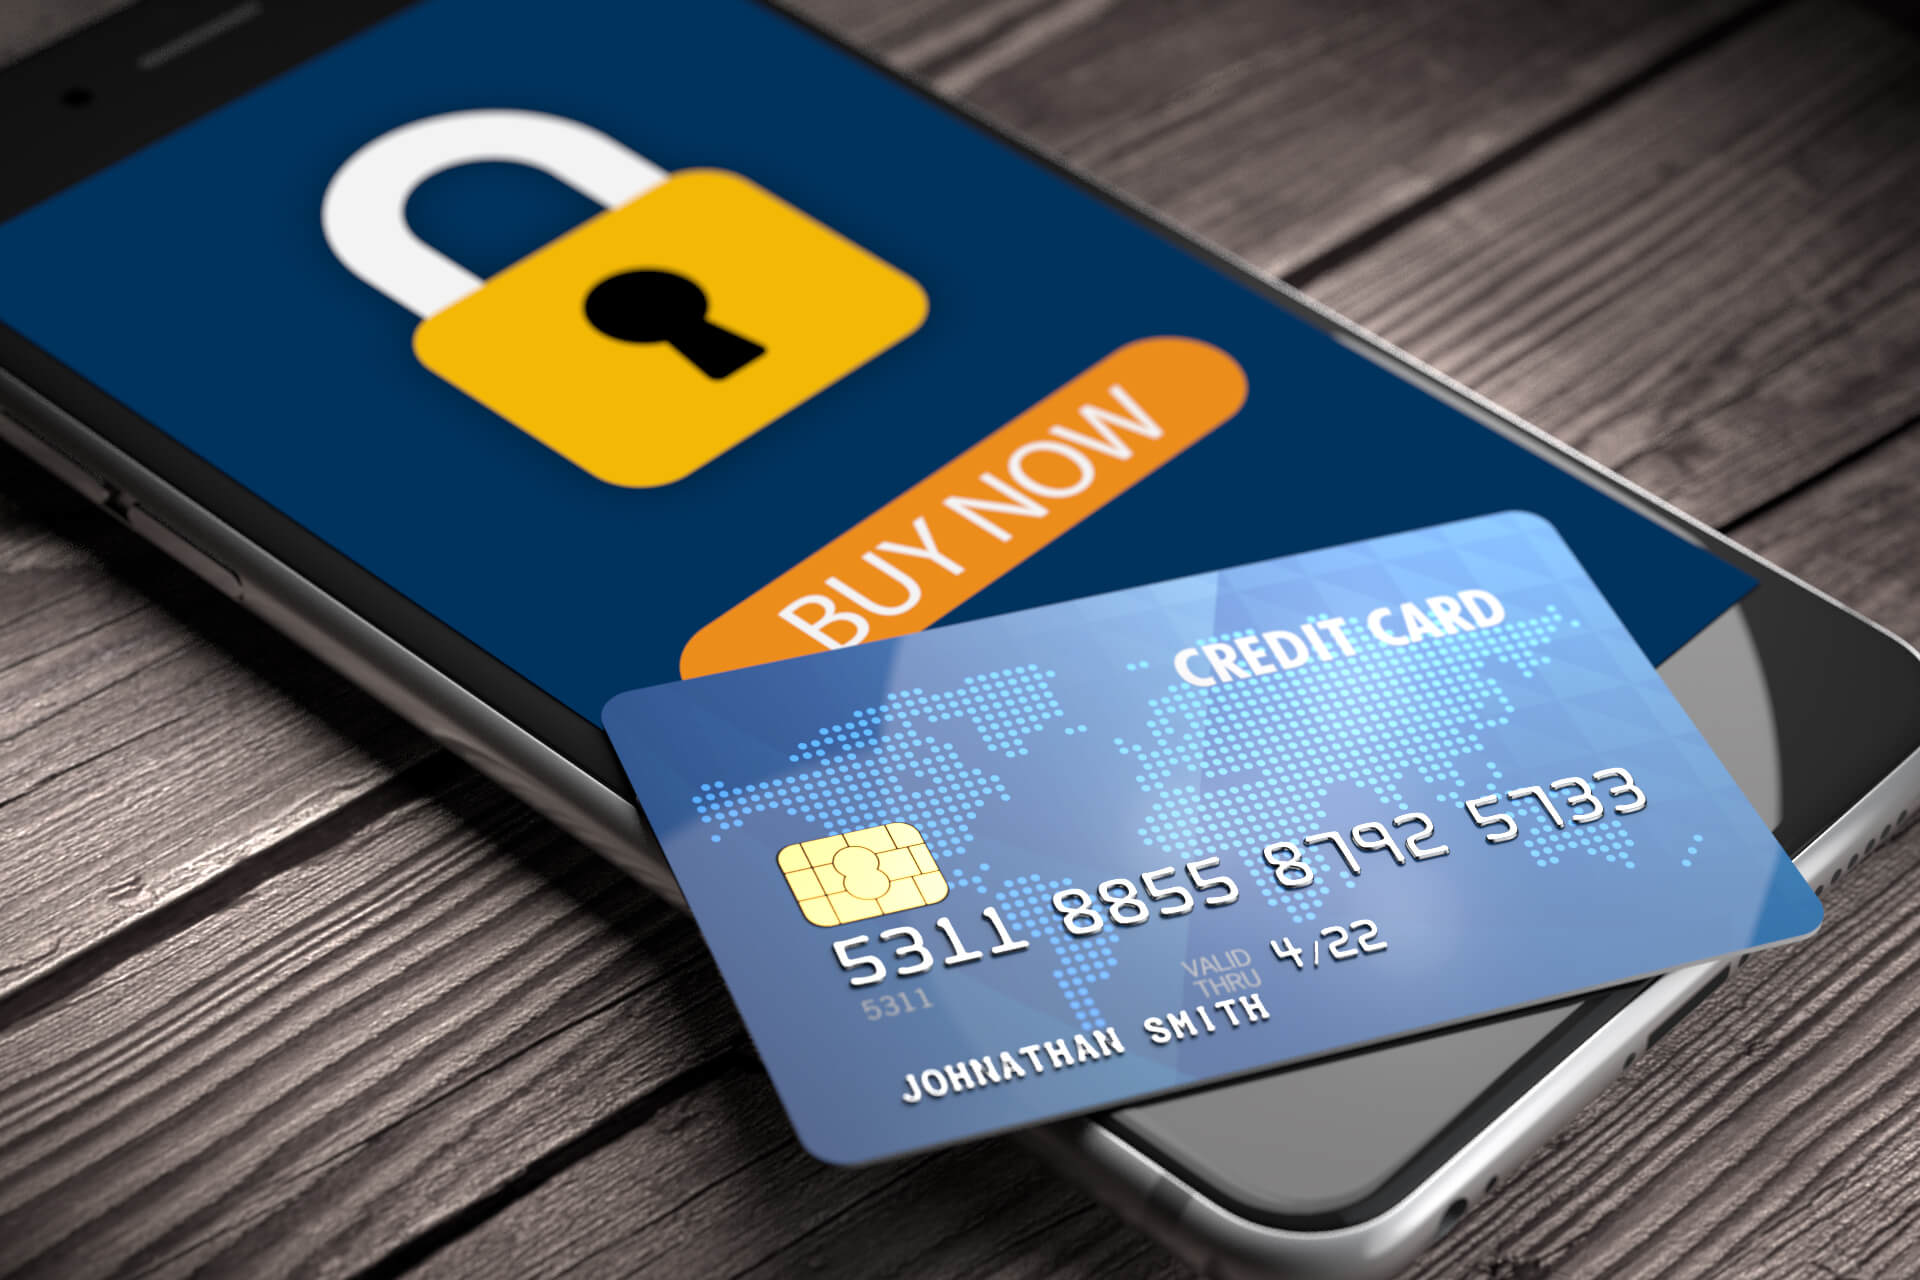 BUY NOW
CREDIT CARD
5311 8855 8792 5733
5311
VALID
THRU
4/22
JOHNATHAN SMITH